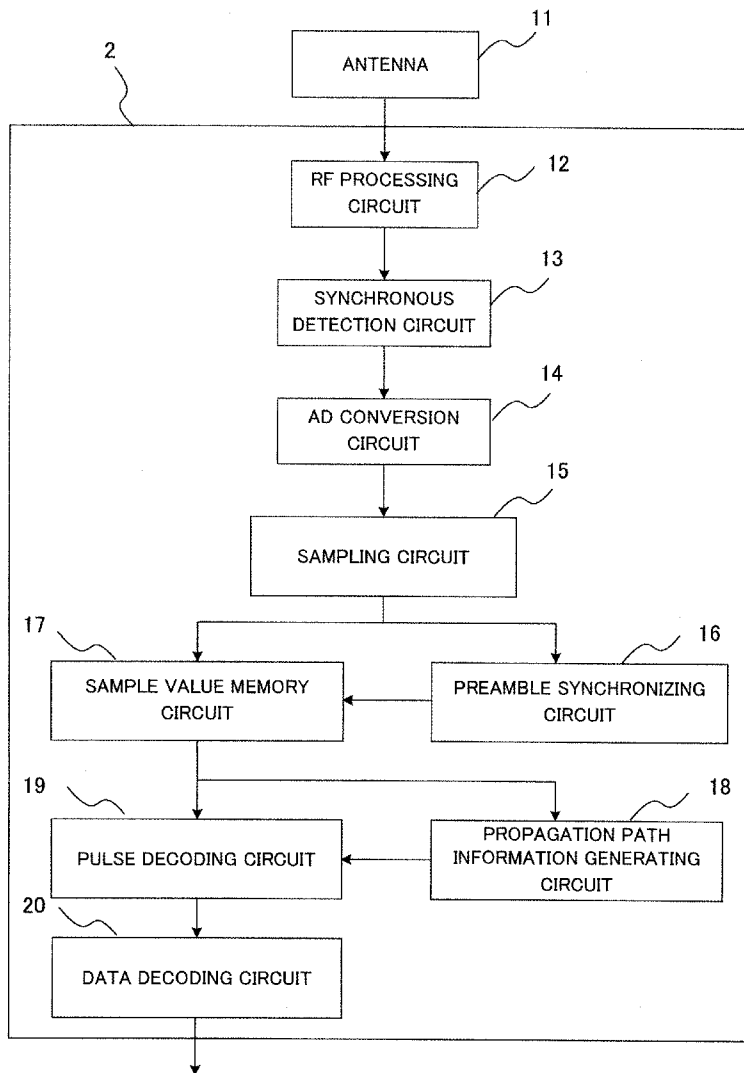 11
2
ANTENNA
12
RF PROCESSING
CIRCUIT
13
SYNCHRONOUS
DETECTION CIRCUIT
14
AD CONVERSION
CIRCUIT
15
SAMPLING CIRCUIT
17
16
SAMPLE VALUE MEMORY
CIRCUIT
PREAMBLE SYNCHRONIZING
CIRCUIT
19
18
PULSE DECODING CIRCUIT
PROPAGATION PATH
INFORMATION GENERATING
CIRCUIT
20
DATA DECODING CIRCUIT